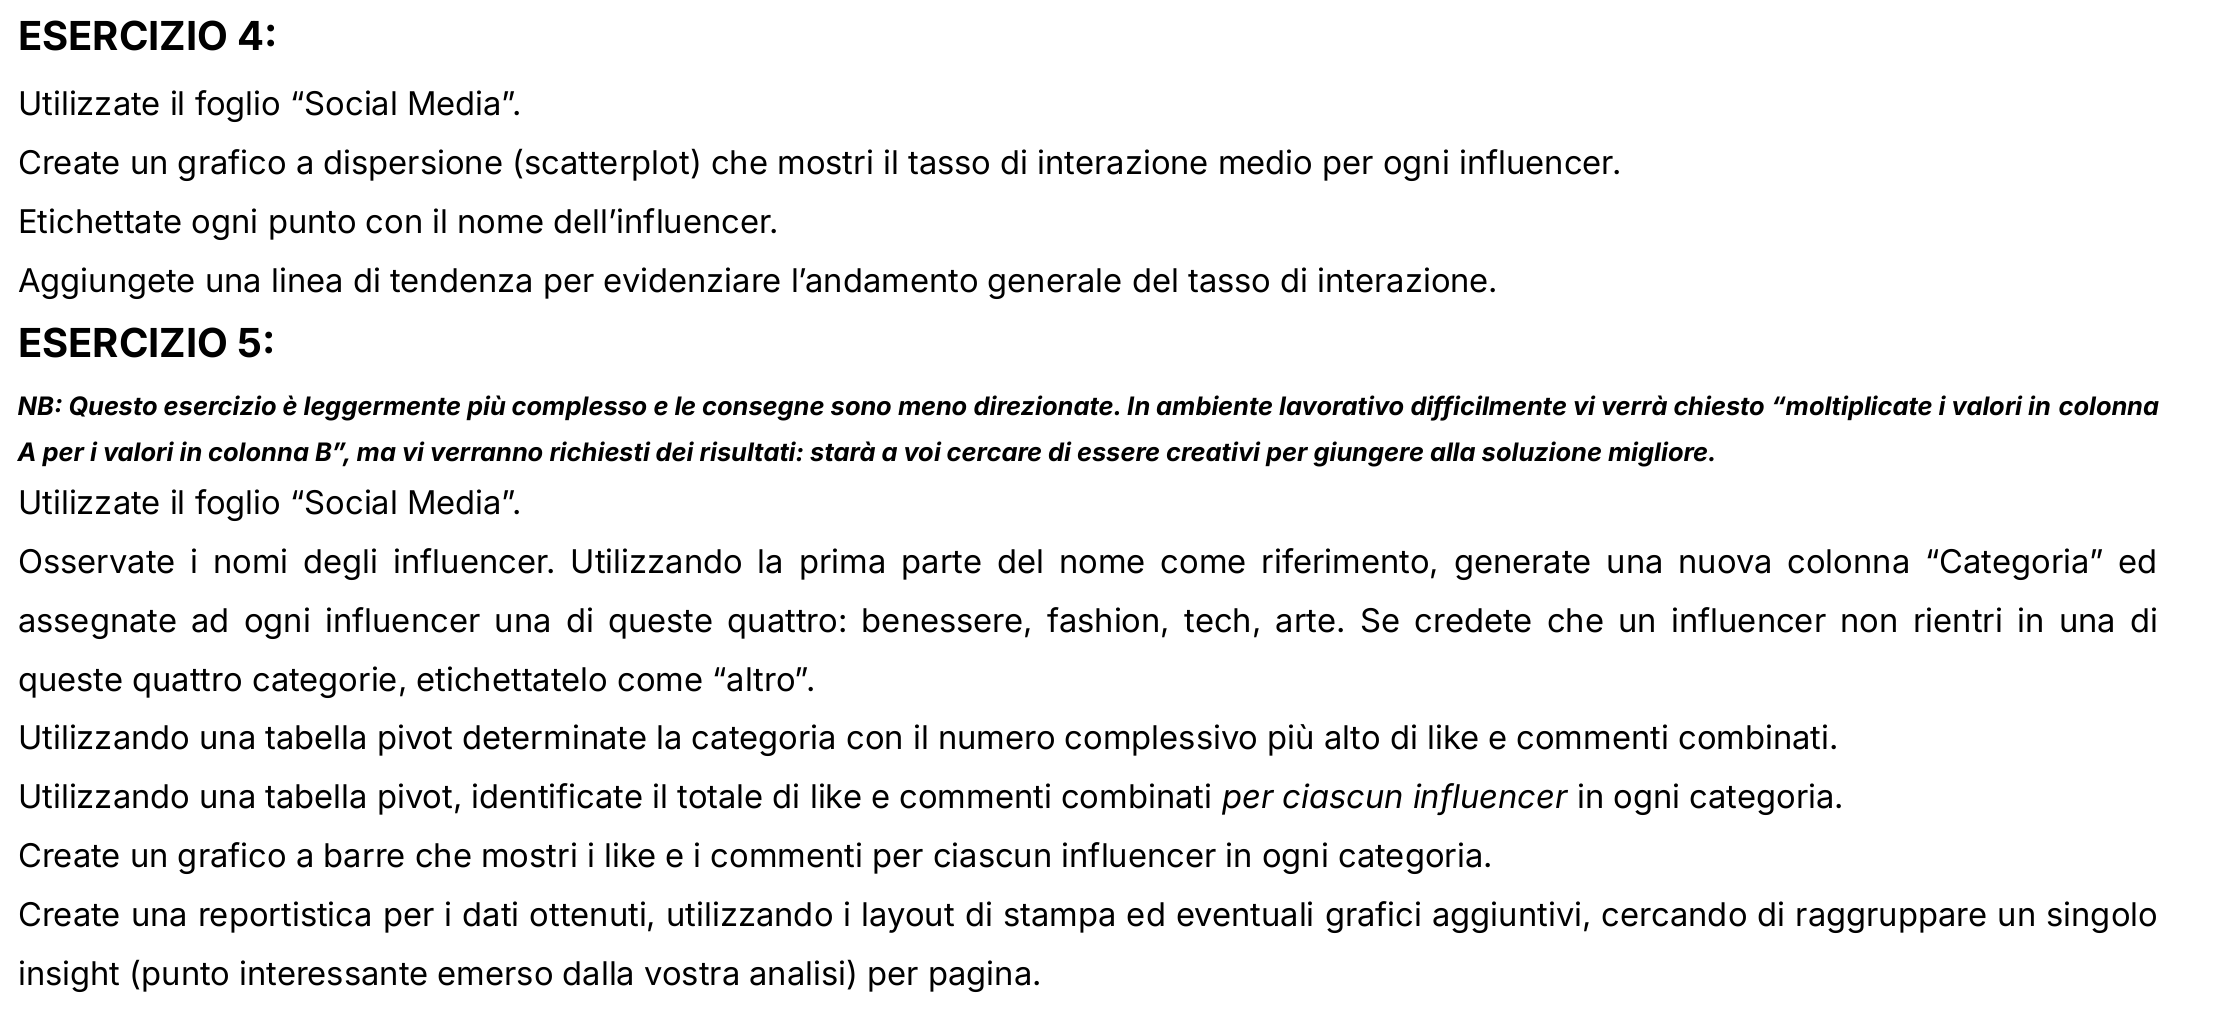 ESERCIZIO 4:
Utilizzate il foglio “Social Media”.
Create un grafico a dispersione (scatterplot) che mostri il tasso di interazione medio per ogni influencer.
Etichettate ogni punto con il nome dell’influencer.
Aggiungete una linea di tendenza per evidenziare l’andamento generale del tasso di interazione.
ESERCIZIO 5:
NB: Questo esercizio è leggermente più complesso e le consegne sono meno direzionate. In ambiente lavorativo difficilmente vi verrà chiesto “moltiplicate i valori in colonna
A per i valori in colonna B”, ma vi verranno richiesti dei risultati: starà a voi cercare di essere creativi per giungere alla soluzione migliore.
Utilizzate il foglio “Social Media”.
Osservate i nomi degli influencer. Utilizzando la prima parte del nome come riferimento, generate una nuova colonna “Categoria” ed
assegnate ad ogni influencer una di queste quattro: benessere, fashion, tech, arte. Se credete che un influencer non rientri in una di
queste quattro categorie, etichettatelo come “altro”.
Utilizzando una tabella pivot determinate la categoria con il numero complessivo più alto di like e commenti combinati.
Utilizzando una tabella pivot, identificate il totale di like e commenti combinati per ciascun influencer in ogni categoria.
Create un grafico a barre che mostri i like e i commenti per ciascun influencer in ogni categoria.
Create una reportistica per i dati ottenuti, utilizzando i layout di stampa ed eventuali grafici aggiuntivi, cercando di raggruppare un singolo
insight (punto interessante emerso dalla vostra analisi) per pagina.